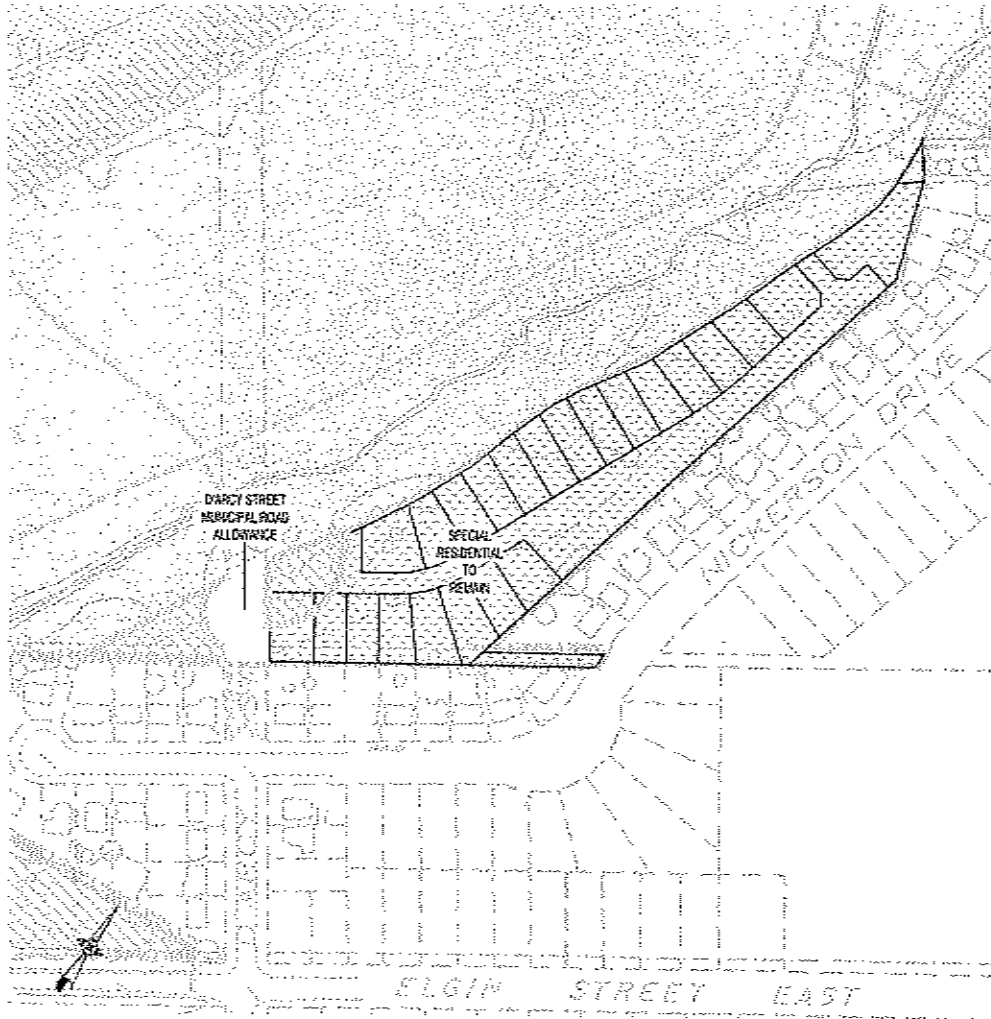 D'ARCY STREET
MUNICIPAL ROAD
ALLOWANCE
SPECIAL
RESIDENTIAL
TO
REMAIN
NICKERSON DRIVE
ELGIN STREET EAST